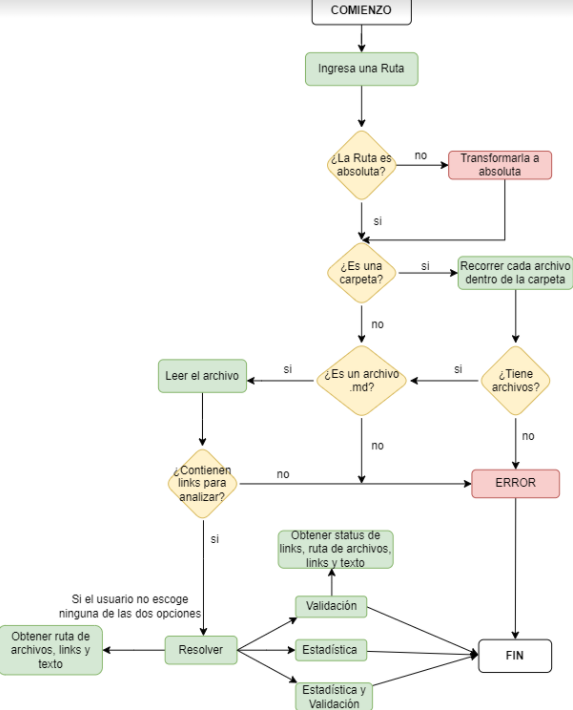 COMIENZO
Ingresa una Ruta
¿La Ruta es
absoluta?
no
Transformarla a
absoluta
si
¿Es una
carpeta?
si
Recorrer cada archivo
dentro de la carpeta
no
Leer el archivo
si
¿Es un archivo
.md?
si
¿Tiene
archivos?
no
no
¿Contienen
links para
analizar?
no
ERROR
si
Obtener status de
links, ruta de archivos,
links y texto
Si el usuario no escoge
ninguna de las dos opciones
Validación
Obtener ruta de
archivos, links y
texto
Resolver
Estadística
FIN
Estadística y
Validación